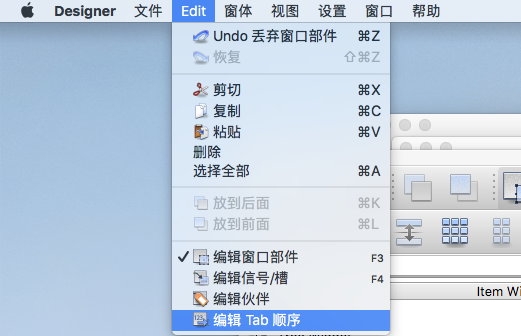 Designer 文件 Edit 窗体 视图 设置 窗口 帮助
Undo 丢弃窗口部件 ⌘Z
恢复 ⇧⌘Z
剪切 ⌘X
复制 ⌘C
粘贴 ⌘V
删除
选择全部 ⌘A
放到后面 ⌘K
放到前面 ⌘L
✓ 编辑窗口部件 F3
编辑信号/槽 F4
编辑伙伴
编辑 Tab 顺序
Item Wi